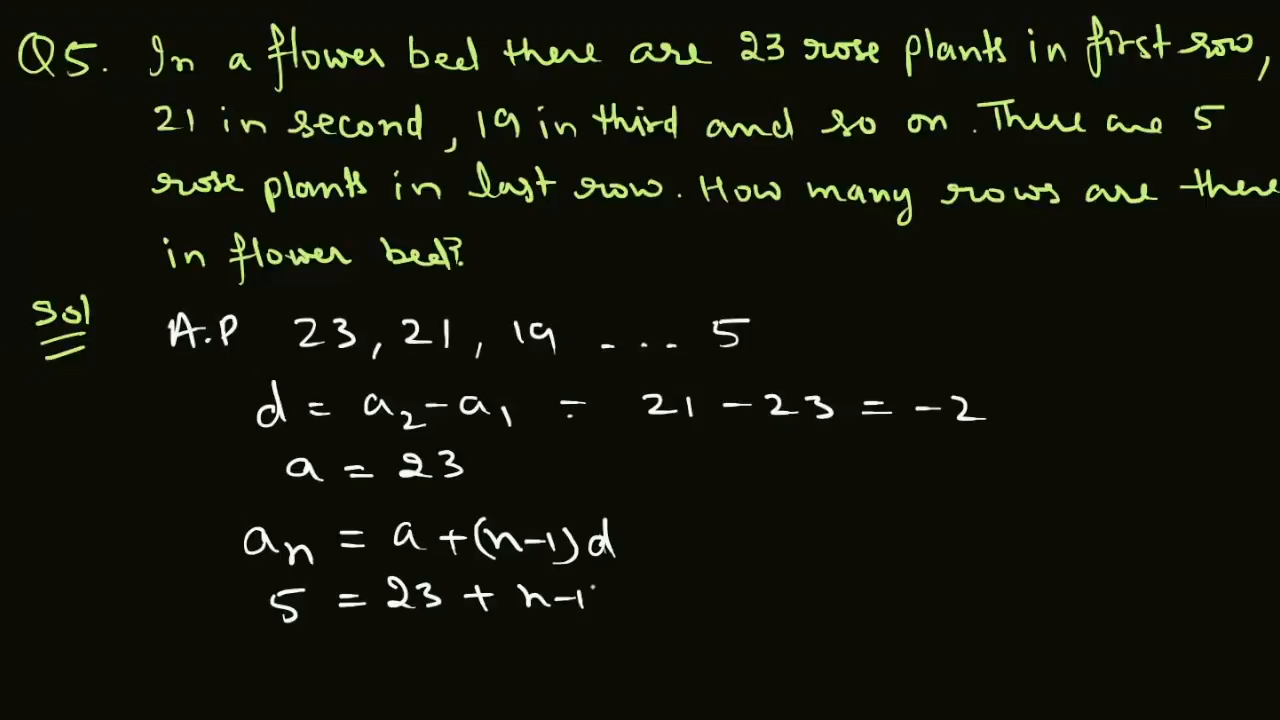 Q5. In a flower bed there are 23 rose plants in first row,
21 in second, 19 in third and so on. There are 5
rose plants in last row. How many rows are there
in flower bed?
Sol
A.P 23, 21, 19 .... 5
d = a₂-a₁ = 21 - 23 = -2
a = 23
aₙ = a +(n-1)d
5 = 23 + n-1